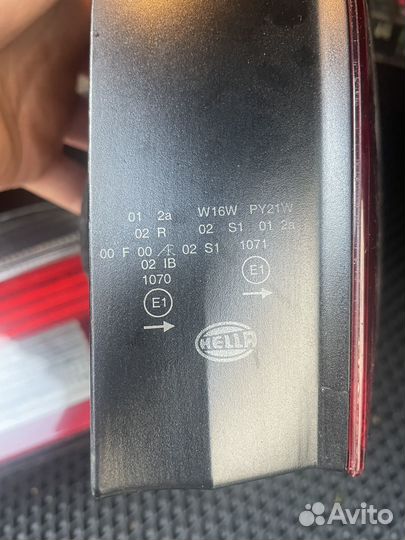 01 2a W16W PY21W
02 R 02 S1 01 2a
00 F 00 AR 02 S1 1071
02 IB
1070
E1 E1
HELLA
Avito